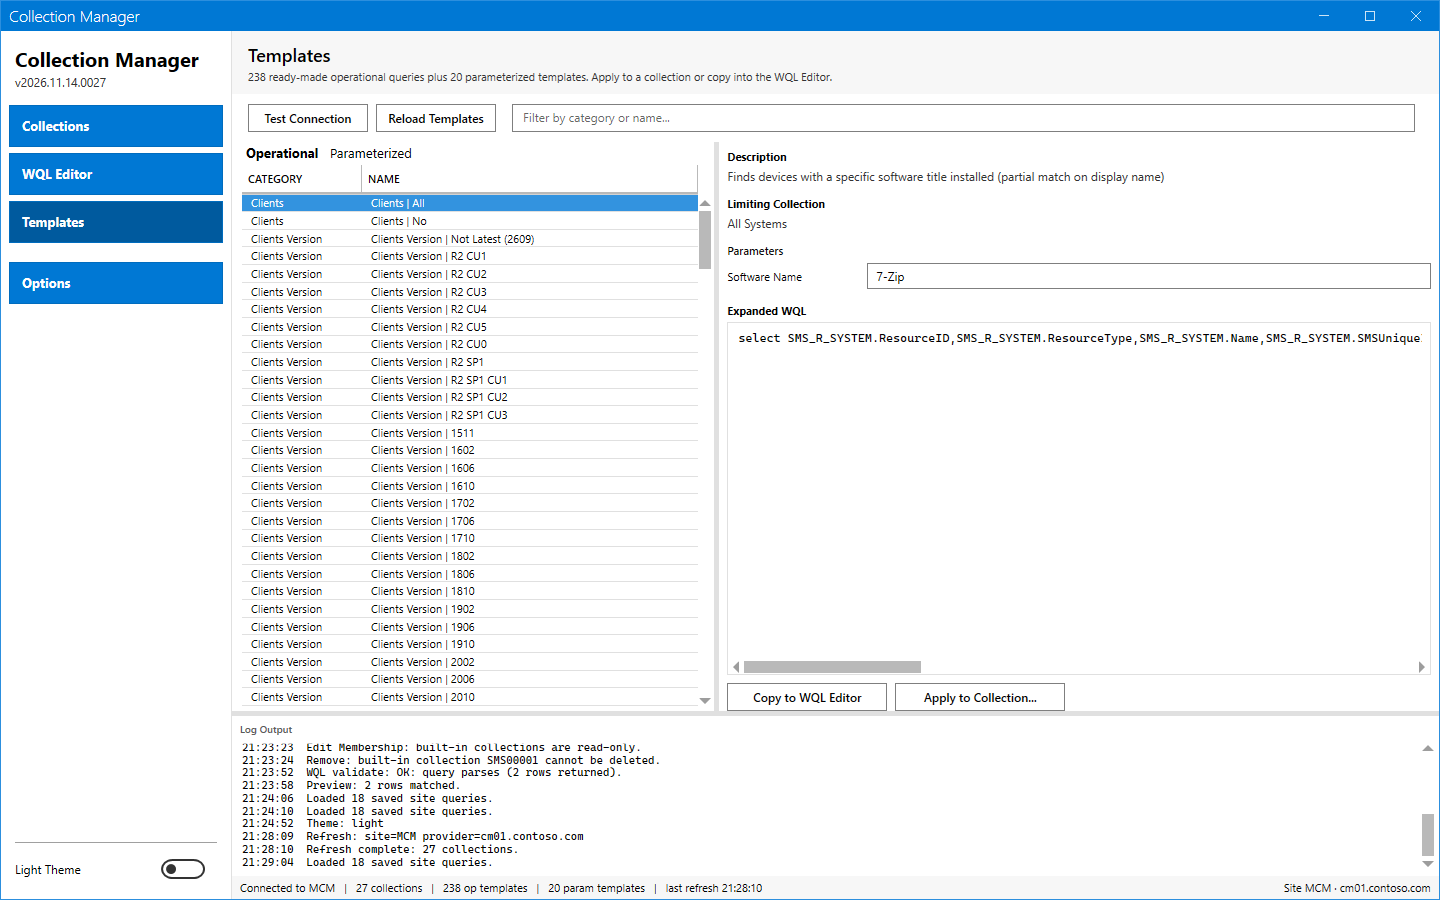 Collection Manager
Collection Manager
v2026.11.14.0027
Collections
WQL Editor
Templates
Options
Light Theme
Templates
238 ready-made operational queries plus 20 parameterized templates. Apply to a collection or copy into the WQL Editor.
Test Connection
Reload Templates
Filter by category or name...
Operational Parameterized
CATEGORY NAME
Clients Clients | All
Clients Clients | No
Clients Version Clients Version | Not Latest (2609)
Clients Version Clients Version | R2 CU1
Clients Version Clients Version | R2 CU2
Clients Version Clients Version | R2 CU3
Clients Version Clients Version | R2 CU4
Clients Version Clients Version | R2 CU5
Clients Version Clients Version | R2 CU0
Clients Version Clients Version | R2 SP1
Clients Version Clients Version | R2 SP1 CU1
Clients Version Clients Version | R2 SP1 CU2
Clients Version Clients Version | R2 SP1 CU3
Clients Version Clients Version | 1511
Clients Version Clients Version | 1602
Clients Version Clients Version | 1606
Clients Version Clients Version | 1610
Clients Version Clients Version | 1702
Clients Version Clients Version | 1706
Clients Version Clients Version | 1710
Clients Version Clients Version | 1802
Clients Version Clients Version | 1806
Clients Version Clients Version | 1810
Clients Version Clients Version | 1902
Clients Version Clients Version | 1906
Clients Version Clients Version | 1910
Clients Version Clients Version | 2002
Clients Version Clients Version | 2006
Clients Version Clients Version | 2010
Description
Finds devices with a specific software title installed (partial match on display name)
Limiting Collection
All Systems
Parameters
Software Name 7-Zip
Expanded WQL
select SMS_R_SYSTEM.ResourceID,SMS_R_SYSTEM.ResourceType,SMS_R_SYSTEM.Name,SMS_R_SYSTEM.SMSUnique
Copy to WQL Editor
Apply to Collection...
Log Output
21:23:23 Edit Membership: built-in collections are read-only.
21:23:24 Remove: built-in collection SMS00001 cannot be deleted.
21:23:52 WQL validate: OK: query parses (2 rows returned).
21:23:58 Preview: 2 rows matched.
21:24:06 Loaded 18 saved site queries.
21:24:10 Loaded 18 saved site queries.
21:24:52 Theme: light
21:28:09 Refresh: site=MCM provider=cm01.contoso.com
21:28:10 Refresh complete: 27 collections.
21:29:04 Loaded 18 saved site queries.
Connected to MCM | 27 collections | 238 op templates | 20 param templates | last refresh 21:28:10
Site MCM · cm01.contoso.com